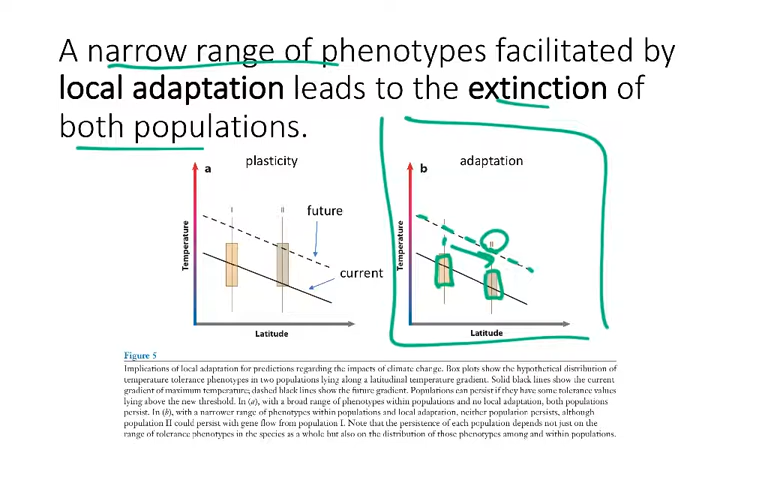 A narrow range of phenotypes facilitated by
local adaptation leads to the extinction of
both populations.
a
plasticity
b
adaptation
I
II
future
current
Temperature
Latitude
I
II
Temperature
Latitude
Figure 5
Implications of local adaptation for predictions regarding the impacts of climate change. Box plots show the hypothetical distribution of
temperature tolerance phenotypes in two populations lying along a latitudinal temperature gradient. Solid black lines show the current
gradient of maximum temperature; dashed black lines show the future gradient. Populations can persist if they have some tolerance values
lying above the new threshold. In (a), with a broad range of phenotypes within populations and no local adaptation, both populations
persist. In (b), with a narrower range of phenotypes within populations and local adaptation, neither population persists, although
population II could persist with gene flow from population I. Note that the persistence of each population depends not just on the
range of tolerance phenotypes in the species as a whole but also on the distribution of those phenotypes among and within populations.